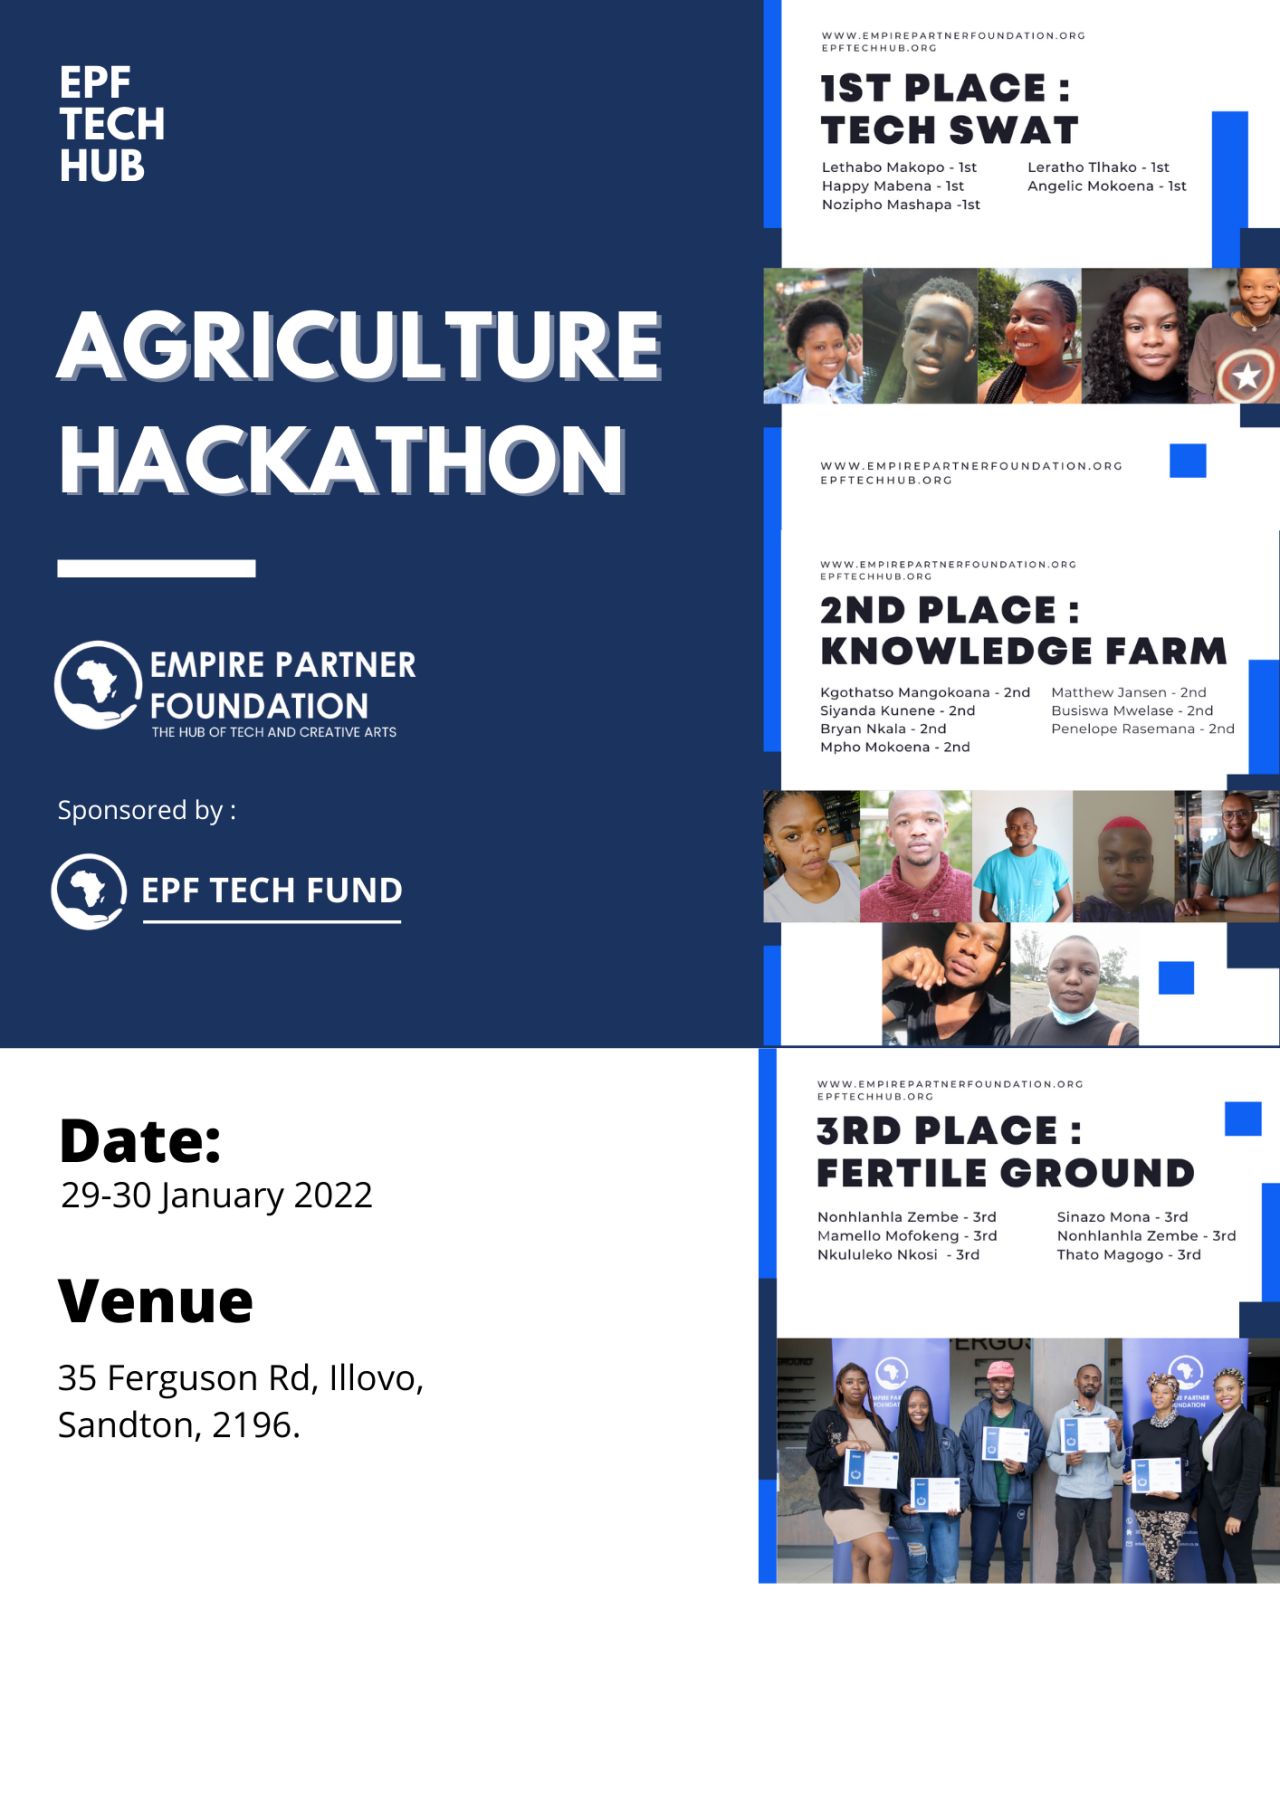 EPF
TECH
HUB
AGRICULTURE
HACKATHON
EMPIRE PARTNER
FOUNDATION
THE HUB OF TECH AND CREATIVE ARTS
Sponsored by :
EPF TECH FUND
Date:
29-30 January 2022
Venue
35 Ferguson Rd, Illovo,
Sandton, 2196.
WWW.EMPIREPARTNERFOUNDATION.ORG
EPFTECHHUB.ORG
1ST PLACE :
TECH SWAT
Lethabo Makopo - 1st
Happy Mabena - 1st
Nozipho Mashapa -1st
Leratho Tlhako - 1st
Angelic Mokoena - 1st
WWW.EMPIREPARTNERFOUNDATION.ORG
EPFTECHHUB.ORG
WWW.EMPIREPARTNERFOUNDATION.ORG
EPFTECHHUB.ORG
2ND PLACE :
KNOWLEDGE FARM
Kgothatso Mangokoana - 2nd
Siyanda Kunene - 2nd
Bryan Nkala - 2nd
Mpho Mokoena - 2nd
Matthew Jansen - 2nd
Busiswa Mwelase - 2nd
Penelope Rasemana - 2nd
WWW.EMPIREPARTNERFOUNDATION.ORG
EPFTECHHUB.ORG
3RD PLACE :
FERTILE GROUND
Nonhlanhla Zembe - 3rd
Mamello Mofokeng - 3rd
Nkululeko Nkosi - 3rd
Sinazo Mona - 3rd
Nonhlanhla Zembe - 3rd
Thato Magogo - 3rd